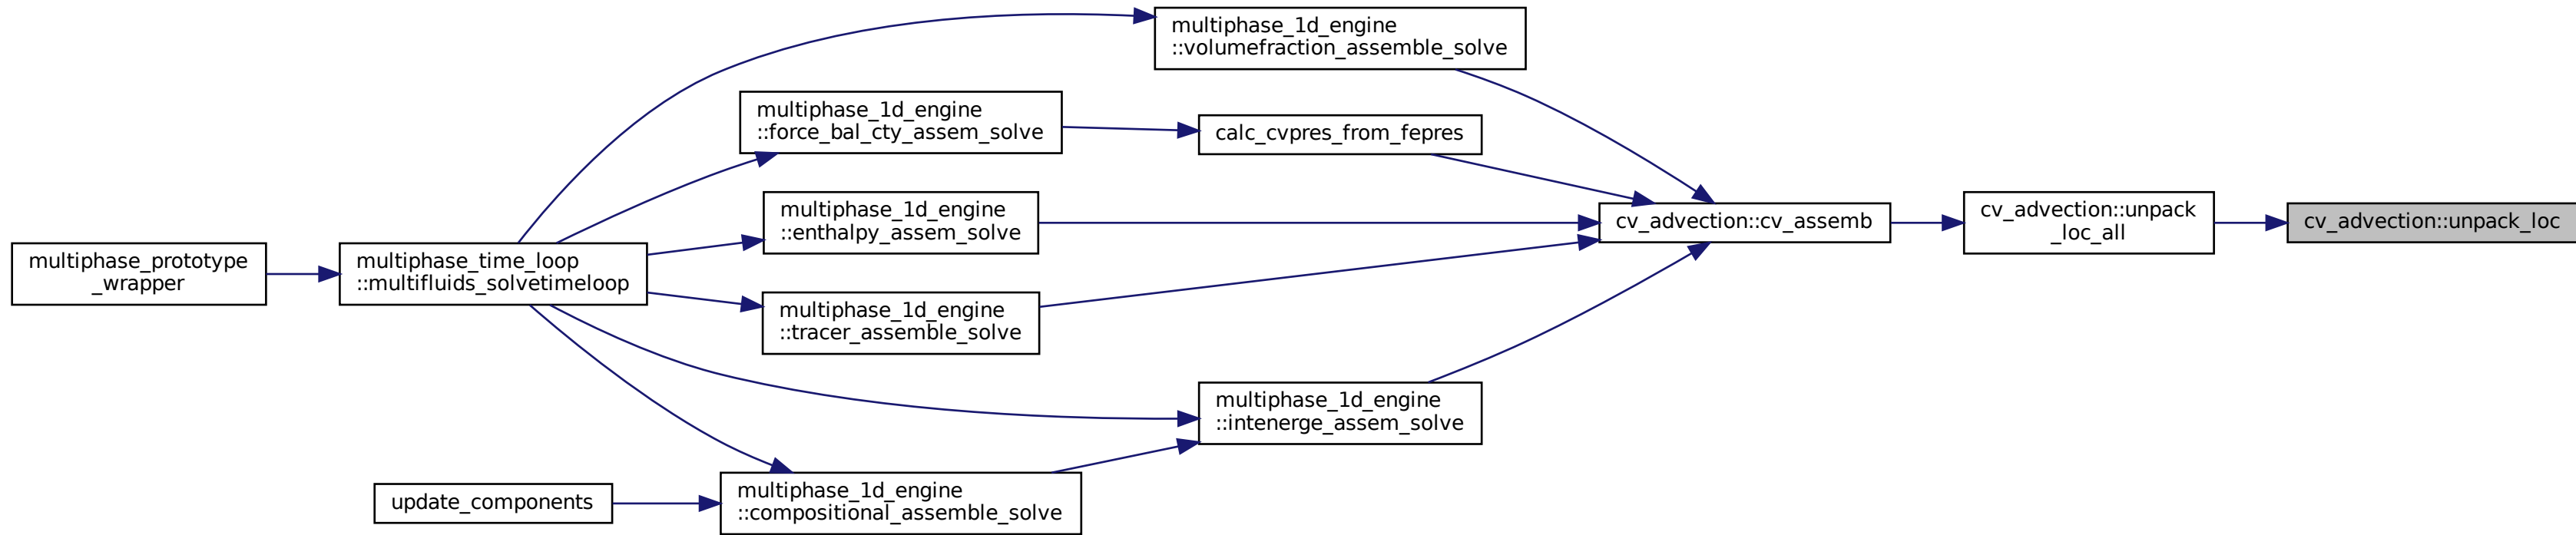 multiphase_prototype
_wrapper
multiphase_time_loop
::multifluids_solvetimeloop
multiphase_1d_engine
::volumefraction_assemble_solve
multiphase_1d_engine
::force_bal_cty_assem_solve
calc_cvpres_from_fepres
multiphase_1d_engine
::enthalpy_assem_solve
multiphase_1d_engine
::tracer_assemble_solve
multiphase_1d_engine
::intenerge_assem_solve
update_components
multiphase_1d_engine
::compositional_assemble_solve
cv_advection::cv_assemb
cv_advection::unpack
_loc_all
cv_advection::unpack_loc